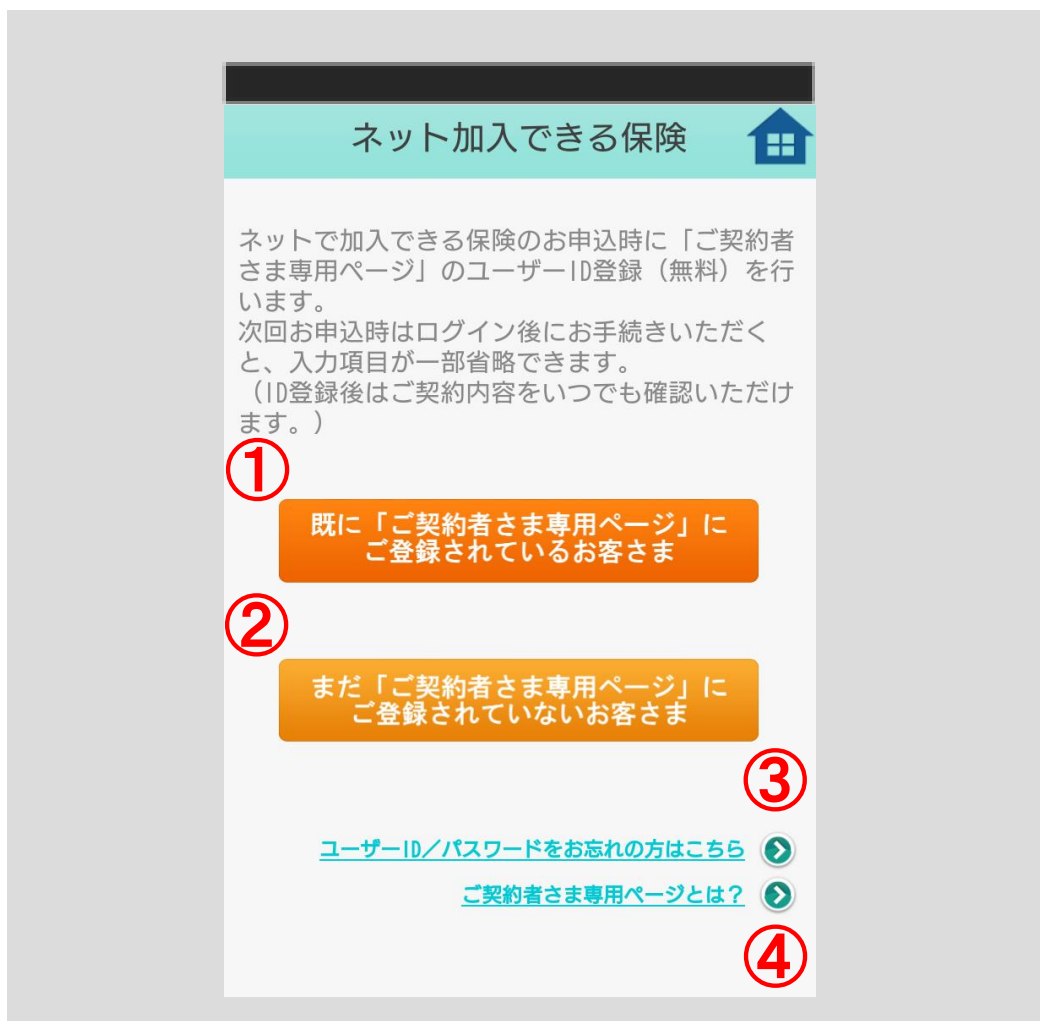 ネット加入できる保険
ネットで加入できる保険のお申込時に「ご契約者
さま専用ページ」のユーザーID登録（無料）を行
います。
次回お申込時はログイン後にお手続きいただく
と、入力項目が一部省略できます。
（ID登録後はご契約内容をいつでも確認いただけ
ます。）
①
既に「ご契約者さま専用ページ」に
ご登録されているお客さま
②
まだ「ご契約者さま専用ページ」に
ご登録されていないお客さま
③
ユーザーID／パスワードをお忘れの方はこちら
ご契約者さま専用ページとは？
④